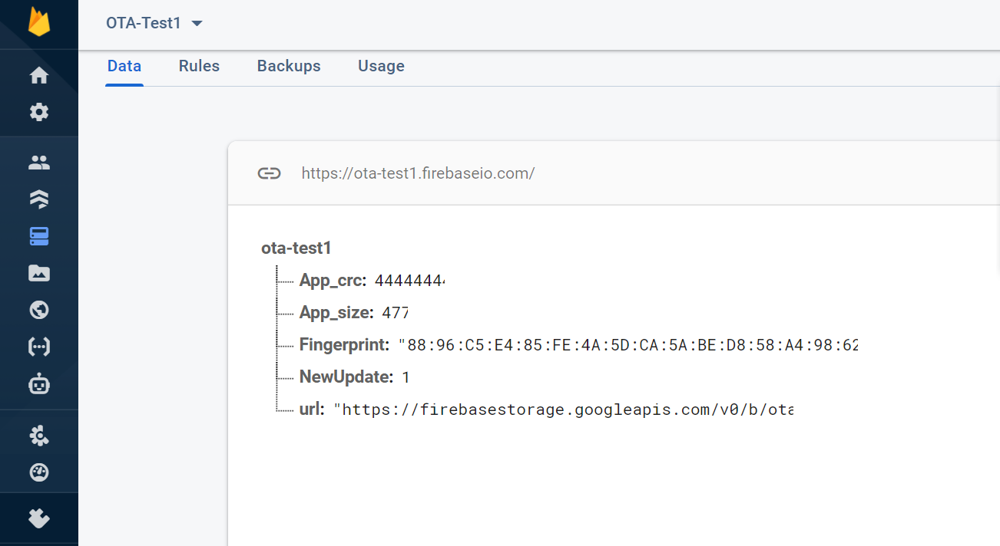 OTA-Test1
Data Rules Backups Usage
https://ota-test1.firebaseio.com/
ota-test1
App_crc: 4444444
App_size: 477
Fingerprint: "88:96:C5:E4:85:FE:4A:5D:CA:5A:BE:D8:58:A4:98:62
NewUpdate: 1
url: "https://firebasestorage.googleapis.com/v0/b/ota